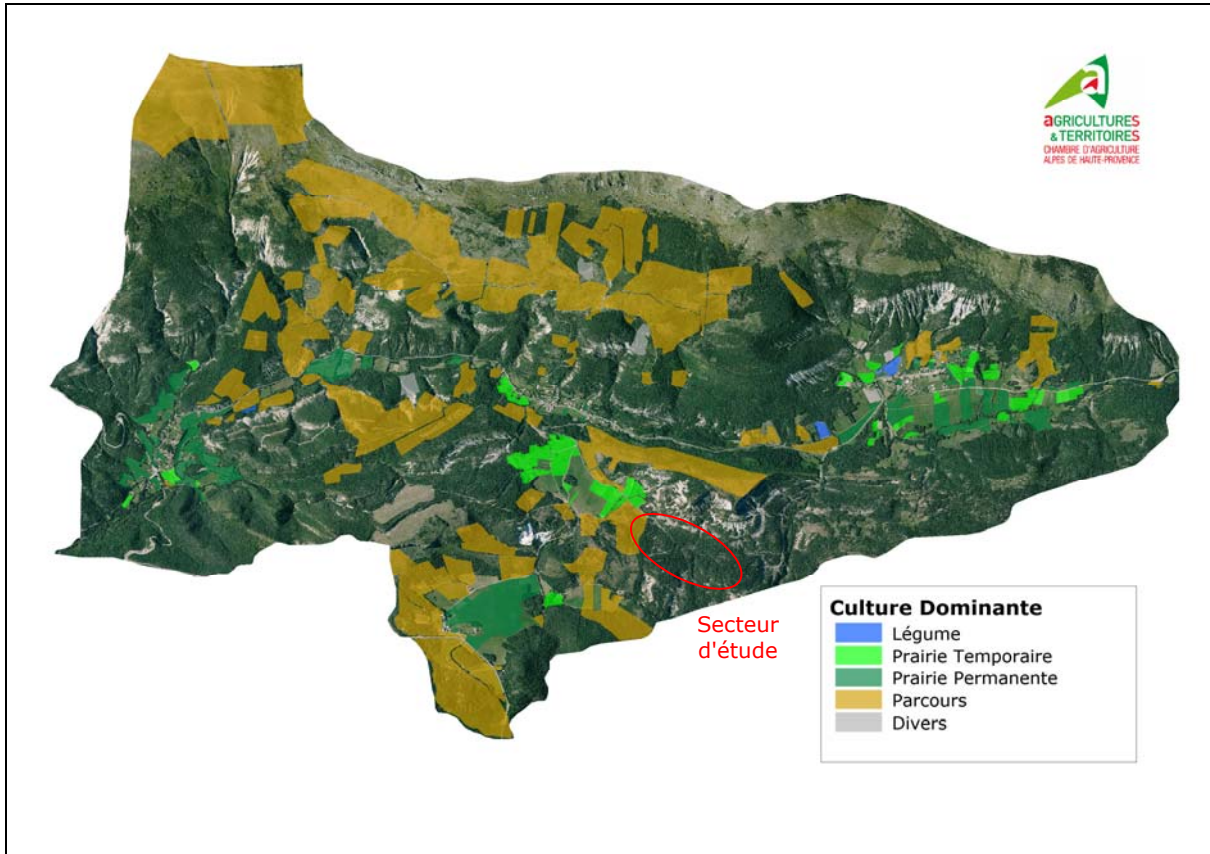 a
aGRICULTURES
& TERRITOIRES
CHAMBRE D'AGRICULTURE
ALPES DE HAUTE-PROVENCE
Secteur
d'étude
Culture Dominante
Légume
Prairie Temporaire
Prairie Permanente
Parcours
Divers